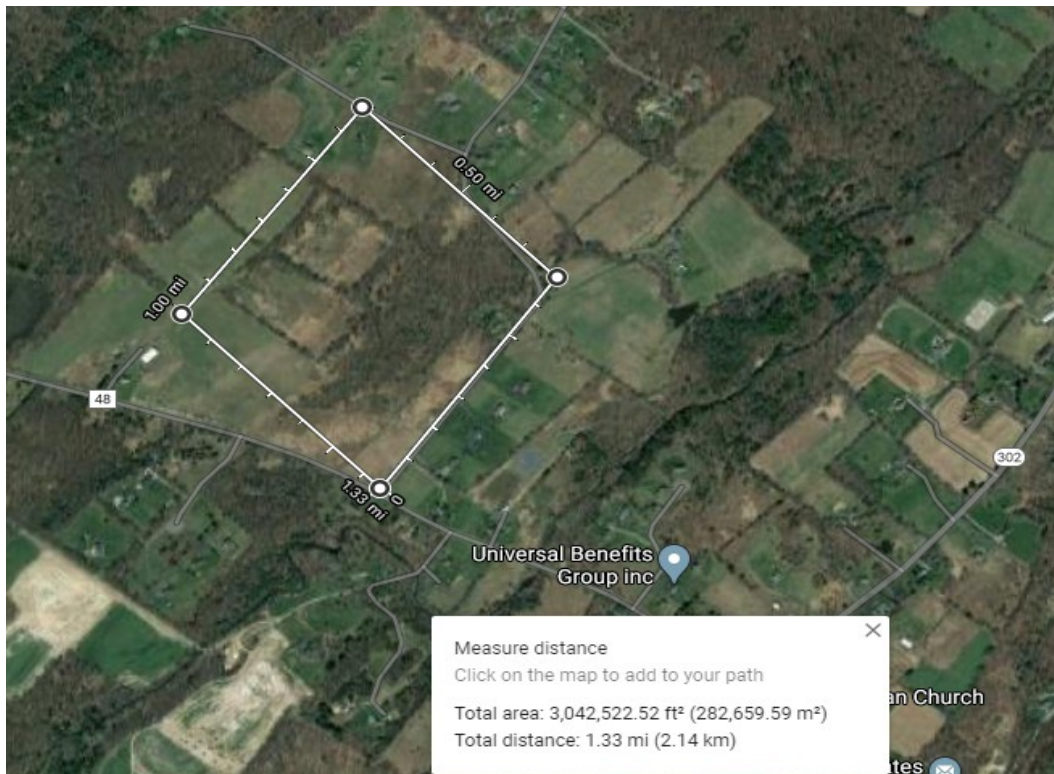 0.50 mi
1.00 mi
48
302
0
1.33 mi
Universal Benefits
Group inc
Measure distance
Click on the map to add to your path
Total area: 3,042,522.52 ft² (282,659.59 m²)
Total distance: 1.33 mi (2.14 km)
an Church
ates